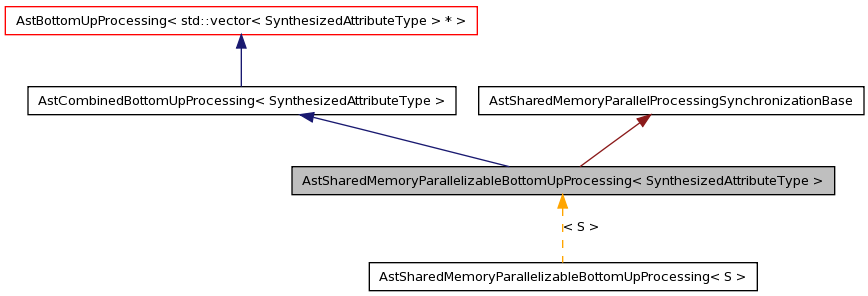 AstBottomUpProcessing< std::vector< SynthesizedAttributeType > * >
AstCombinedBottomUpProcessing< SynthesizedAttributeType >
AstSharedMemoryParallelProcessingSynchronizationBase
AstSharedMemoryParallelizableBottomUpProcessing< SynthesizedAttributeType >
< S >
AstSharedMemoryParallelizableBottomUpProcessing< S >